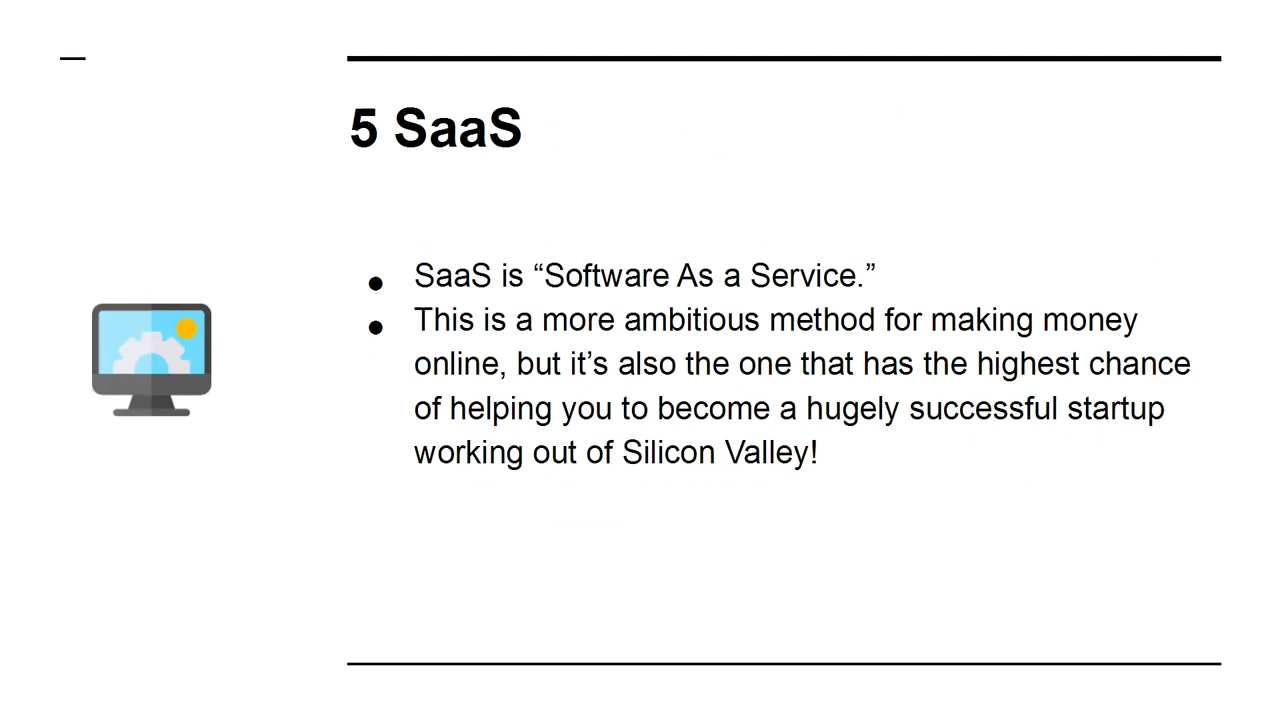 5 SaaS
SaaS is “Software As a Service.”
This is a more ambitious method for making money
online, but it’s also the one that has the highest chance
of helping you to become a hugely successful startup
working out of Silicon Valley!